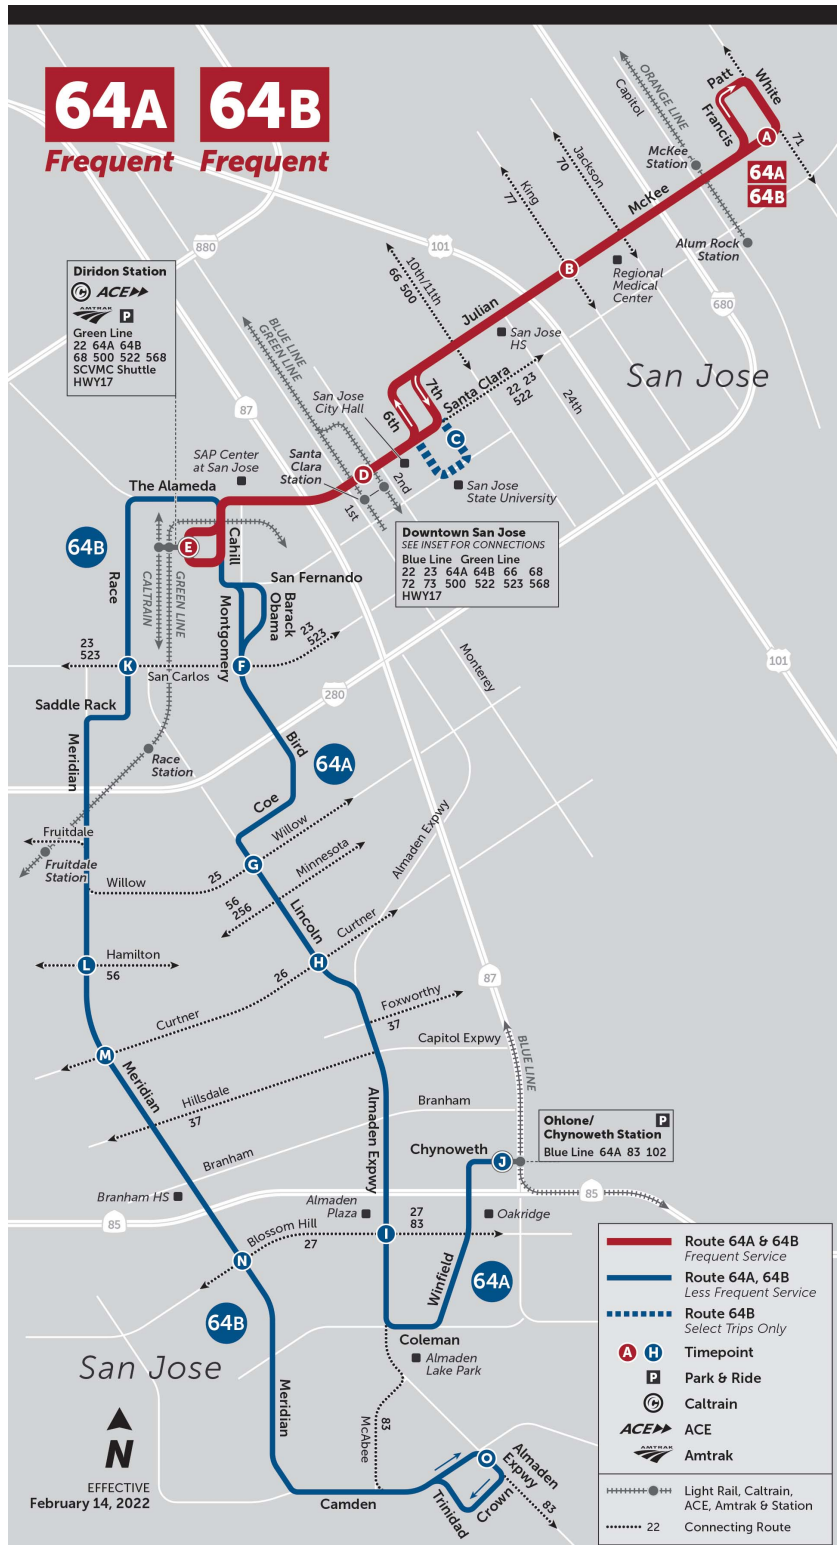 64A
64B
Frequent
Frequent
Patt
White
Francis
A
71
64A
64B
ORANGE LINE
Capitol
McKee
Station
McKee
Alum Rock
Station
Jackson
70
King
77
B
Regional
Medical
Center
880
101
680
10th/11th
66 500
Julian
San Jose
HS
San Jose
Diridon Station
C
ACE
AMTRAK
P
Green Line
22 64A 64B
68 500 522 568
SCVMC Shuttle
HWY17
BLUE LINE
GREEN LINE
87
7th
6th
Santa Clara
22 23
522
24th
San Jose
City Hall
C
SAP Center
at San Jose
Santa
Clara
Station
D
2nd
1st
San Jose
State University
The Alameda
64B
E
Cahill
Race
CALTRAIN
GREEN LINE
Downtown San Jose
SEE INSET FOR CONNECTIONS
Blue Line Green Line
22 23 64A 64B 66 68
72 73 500 522 523 568
HWY17
San Fernando
Barack
Obama
Montgomery
23
523
23
523
K
San Carlos
F
Monterey
101
280
Saddle Rack
Meridian
Race
Station
Bird
64A
Coe
Willow
Fruitdale
Fruitdale
Station
Willow
25
G
Minnesota
56
256
Almaden Expwy
Lincoln
Curtner
Hamilton
56
L
H
26
87
Curtner
Foxworthy
37
M
Meridian
Capitol Expwy
BLUE LINE
Hillsdale
37
Almaden Expwy
Branham
Branham
Chynoweth
J
Ohlone/
Chynoweth Station
P
Blue Line 64A 83 102
Branham HS
85
85
Almaden
Plaza
27
83
Oakridge
Blossom Hill
27
I
N
Winfield
64A
64B
Coleman
Almaden
Lake Park
San Jose
Meridian
83
McAbee
N
EFFECTIVE
February 14, 2022
Camden
O
Almaden
Expwy
Trinidad
Crown
83
Route 64A & 64B
Frequent Service
Route 64A, 64B
Less Frequent Service
Route 64B
Select Trips Only
A H Timepoint
P Park & Ride
C Caltrain
ACE ACE
AMTRAK Amtrak
Light Rail, Caltrain,
ACE, Amtrak & Station
22 Connecting Route